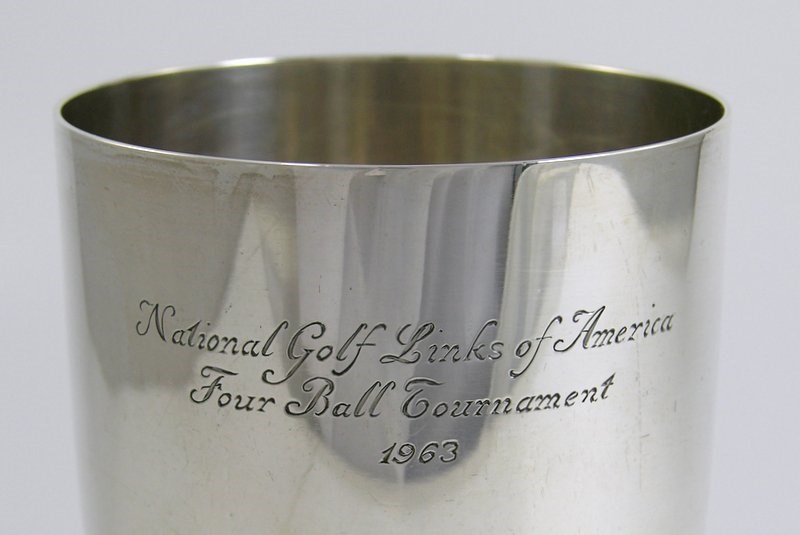 National Golf Links of America
Four Ball Tournament
1963